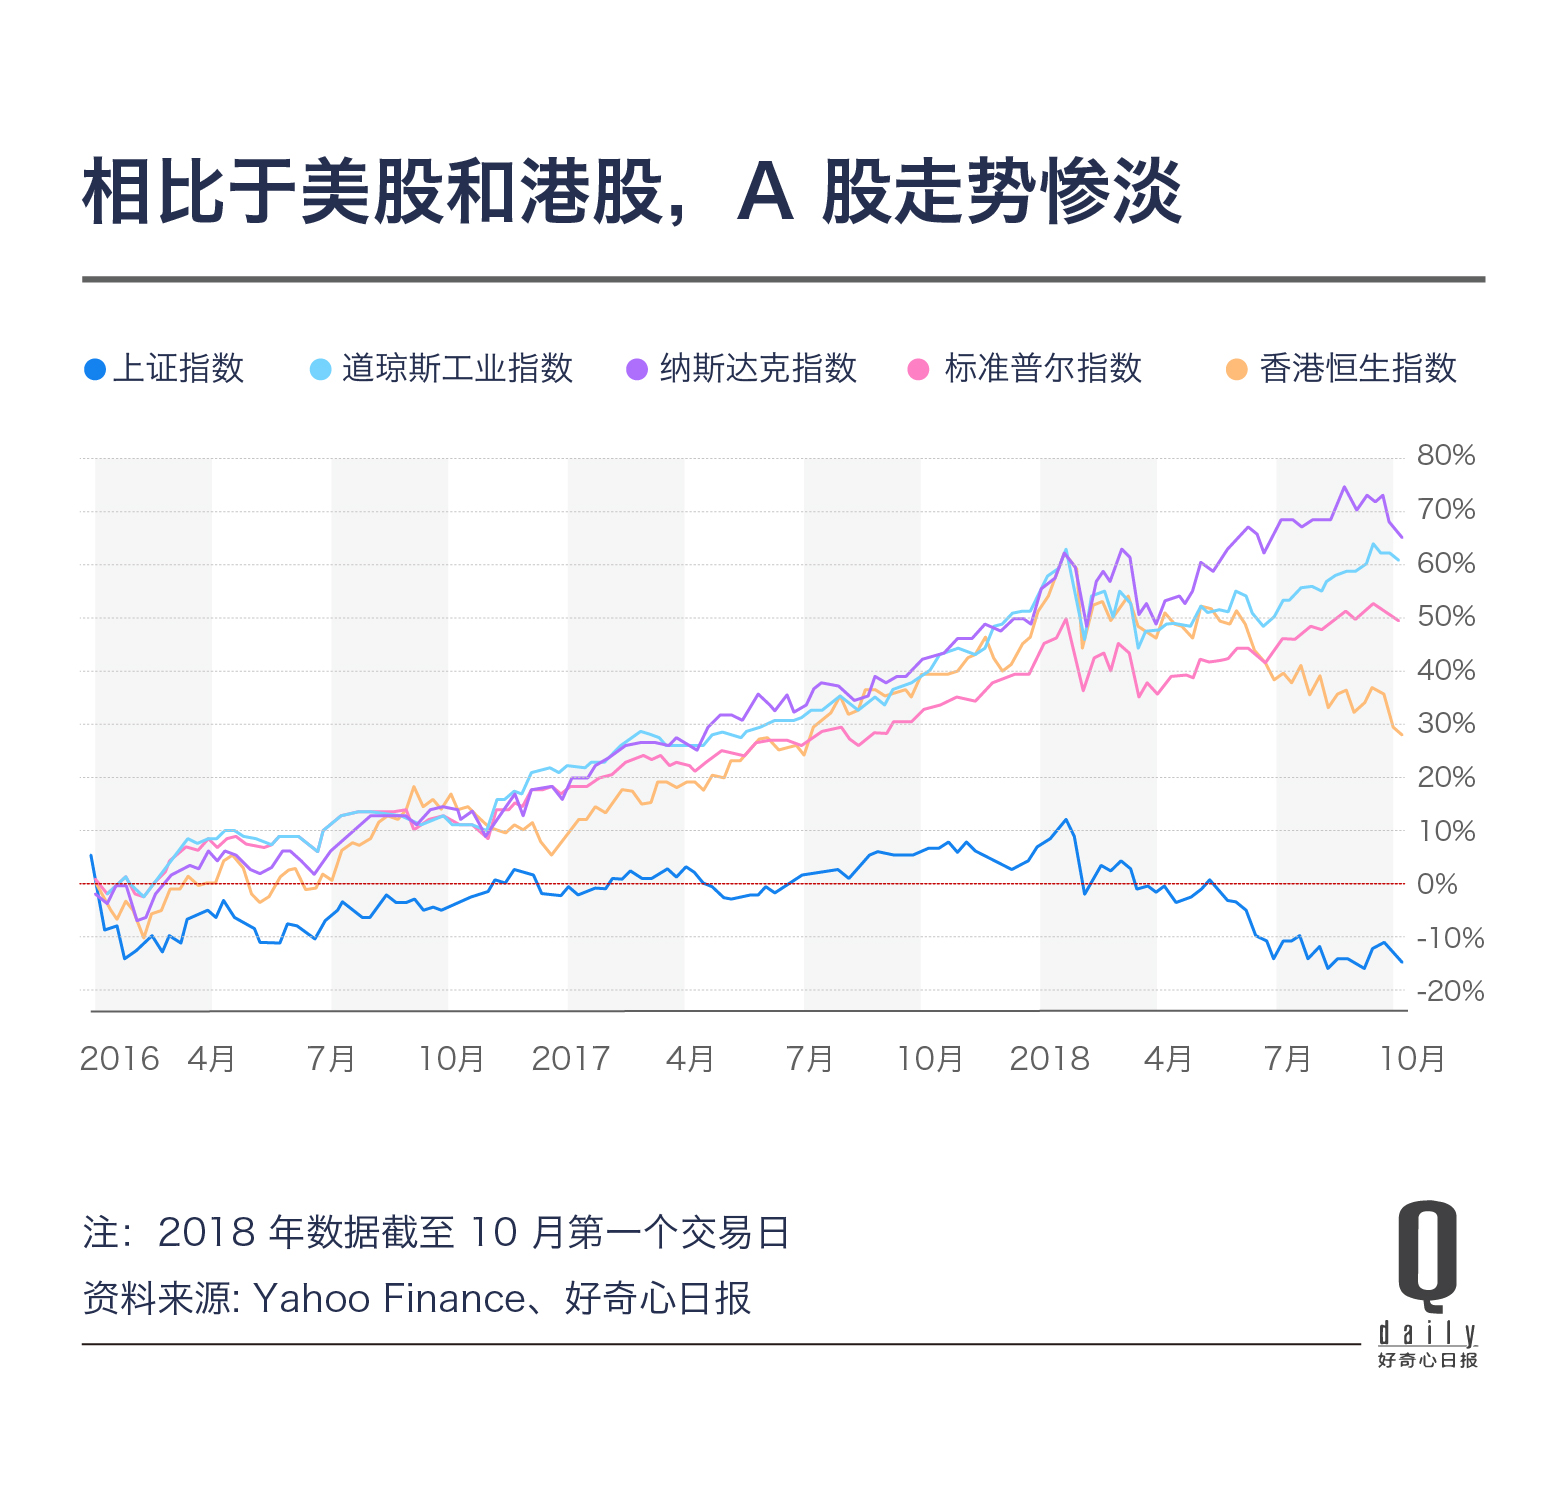 相比于美股和港股，A 股走势惨淡
上证指数 道琼斯工业指数 纳斯达克指数 标准普尔指数 香港恒生指数
80%
70%
60%
50%
40%
30%
20%
10%
0%
-10%
-20%
2016 4月 7月 10月 2017 4月 7月 10月 2018 4月 7月 10月
注：2018 年数据截至 10 月第一个交易日
资料来源: Yahoo Finance、好奇心日报
Q
daily
好奇心日报